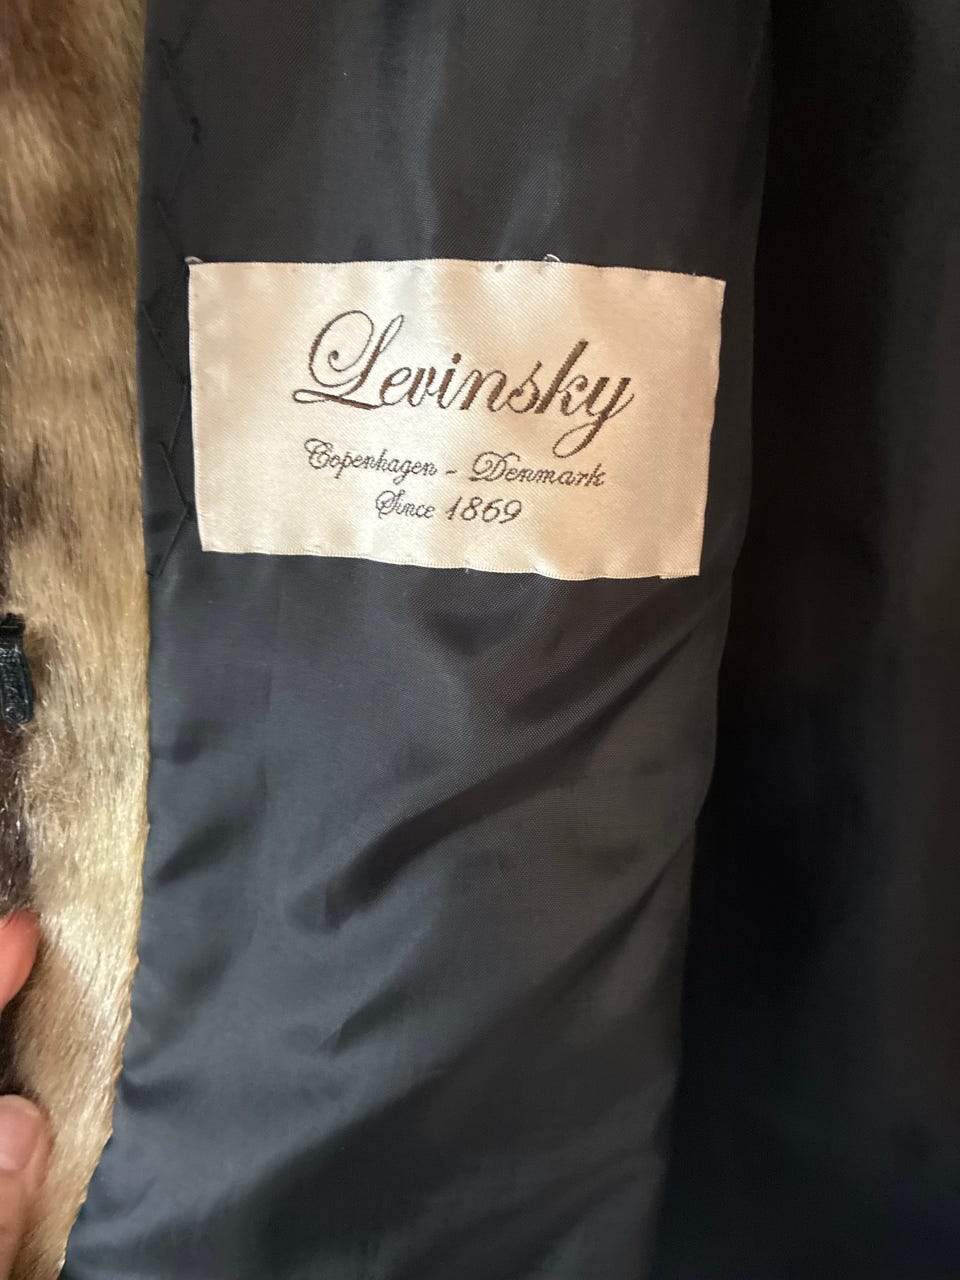 Levinsky
Copenhagen - Denmark
Since 1869